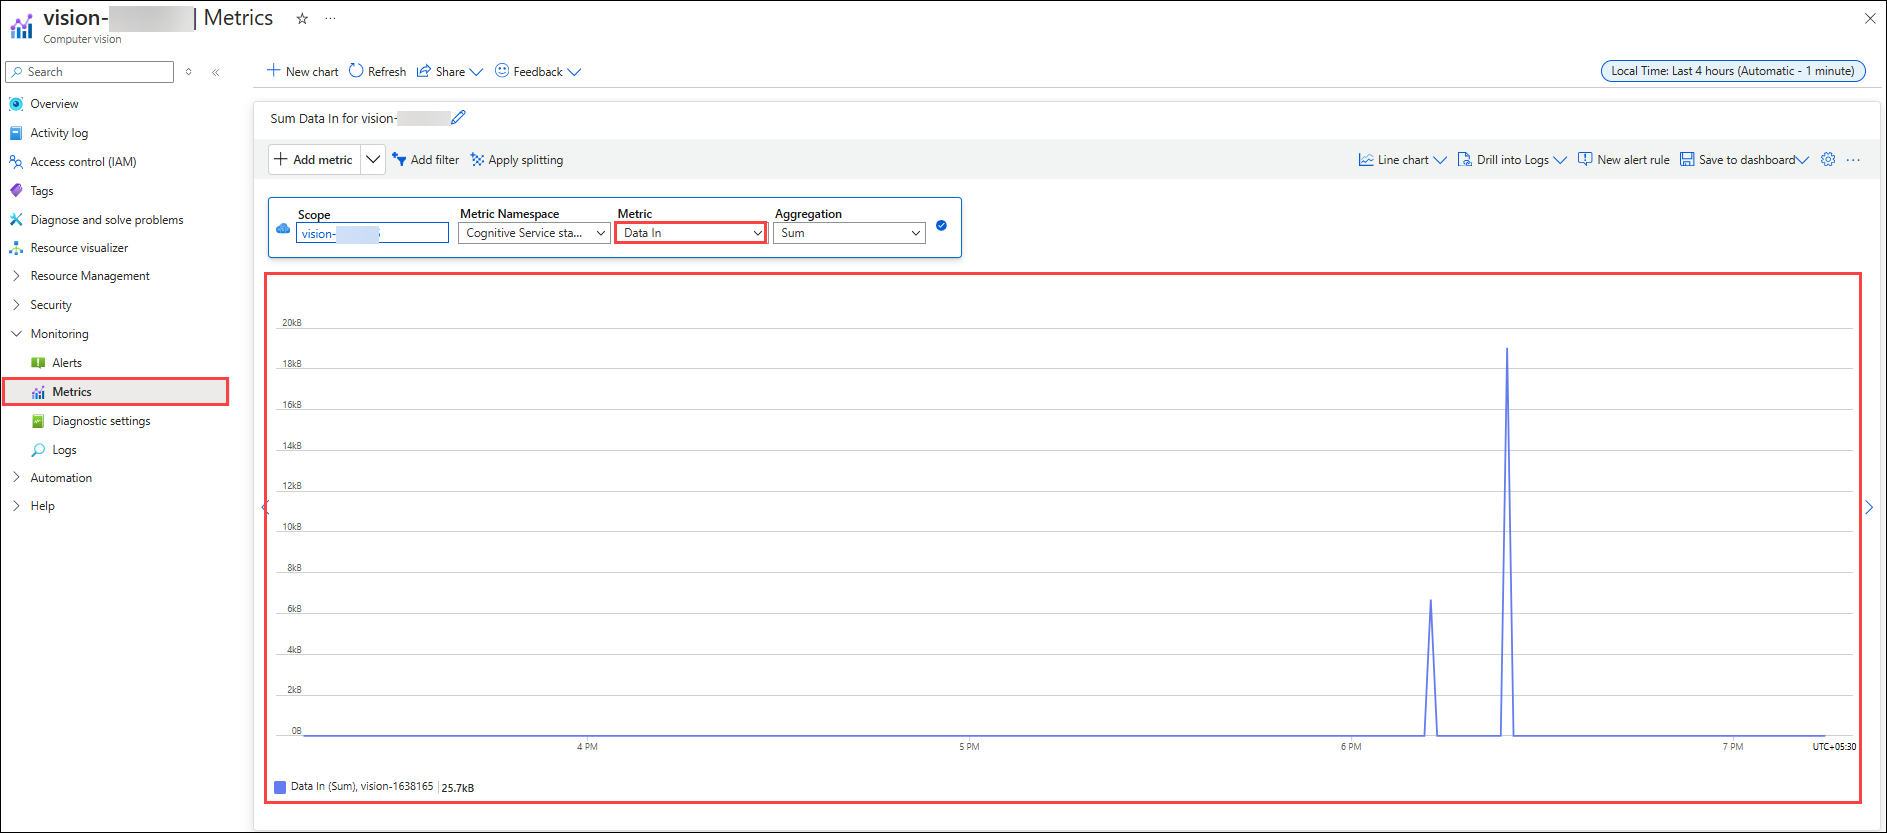 vision- | Metrics
Computer vision
Search
Overview
Activity log
Access control (IAM)
Tags
Diagnose and solve problems
Resource visualizer
Resource Management
Security
Monitoring
Alerts
Metrics
Diagnostic settings
Logs
Automation
Help
New chart Refresh Share Feedback
Local Time: Last 4 hours (Automatic - 1 minute)
Sum Data In for vision-
Add metric Add filter Apply splitting
Line chart Drill into Logs New alert rule Save to dashboard
Scope Metric Namespace Metric Aggregation
vision- Cognitive Service sta... Data In Sum
20kB
18kB
16kB
14kB
12kB
10kB
8kB
6kB
4kB
2kB
0B
4 PM 5 PM 6 PM 7 PM UTC+05:30
Data In (Sum), vision-1638165 25.7kB